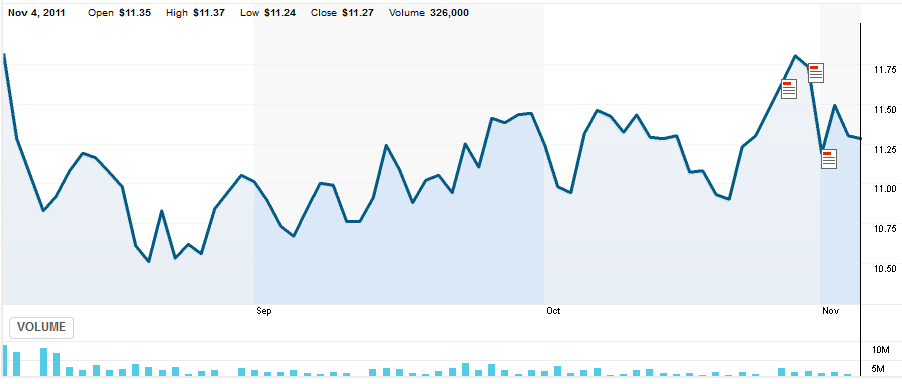 Nov 4, 2011 Open $11.35 High $11.37 Low $11.24 Close $11.27 Volume 326,000
11.75
11.50
11.25
11.00
10.75
10.50
Sep Oct Nov
VOLUME
10M
5M